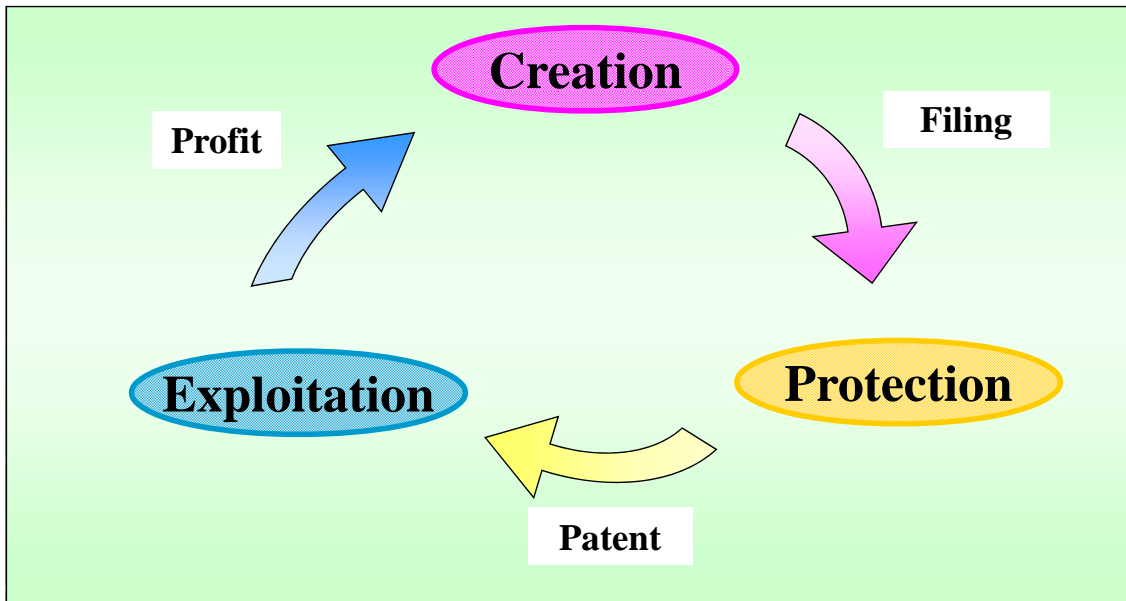 Creation
Filing
Profit
Exploitation
Protection
Patent